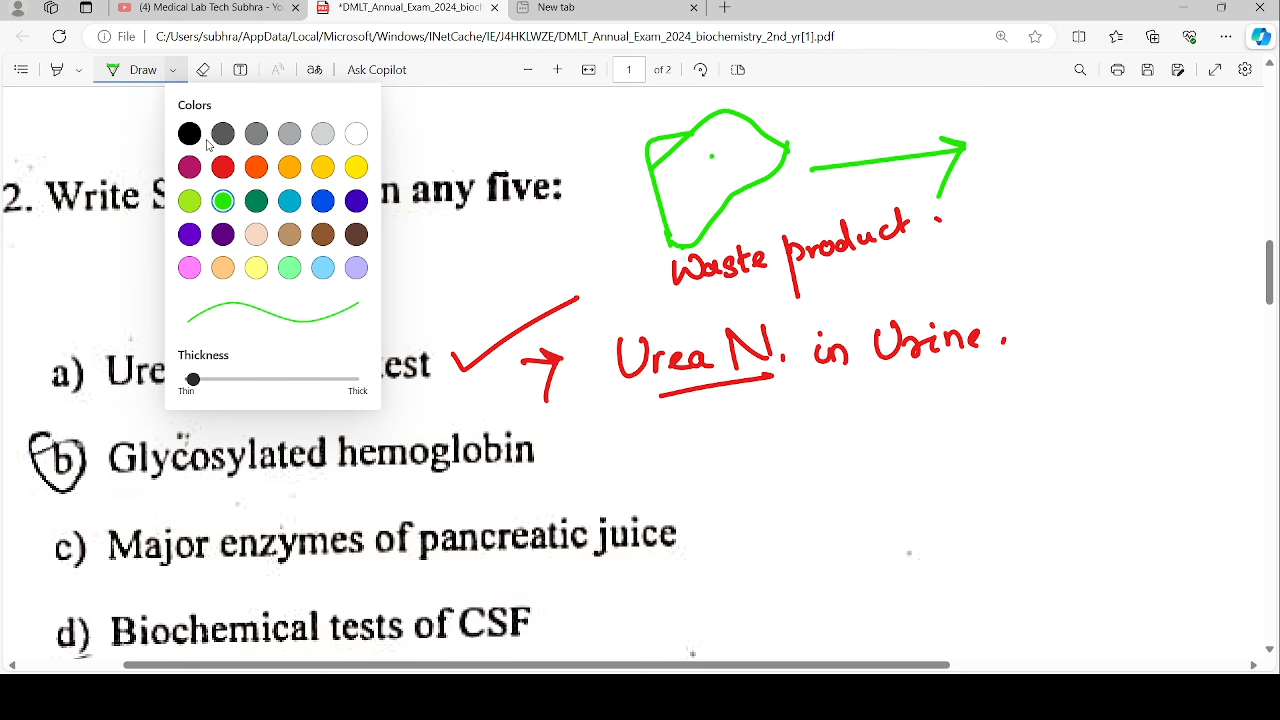 (4) Medical Lab Tech Subhra - Yo
*DMLT_Annual_Exam_2024_bioch
New tab
File
C:/Users/subhra/AppData/Local/Microsoft/Windows/INetCache/IE/J4HKLWZE/DMLT_Annual_Exam_2024_biochemistry_2nd_yr[1].pdf
Draw
Ask Copilot
1 of 2
Colors
Thickness
Thin
Thick
2. Write S
n any five:
Waste product.
a) Ure
test
Urea N. in Urine.
b) Glycosylated hemoglobin
c) Major enzymes of pancreatic juice
d) Biochemical tests of CSF